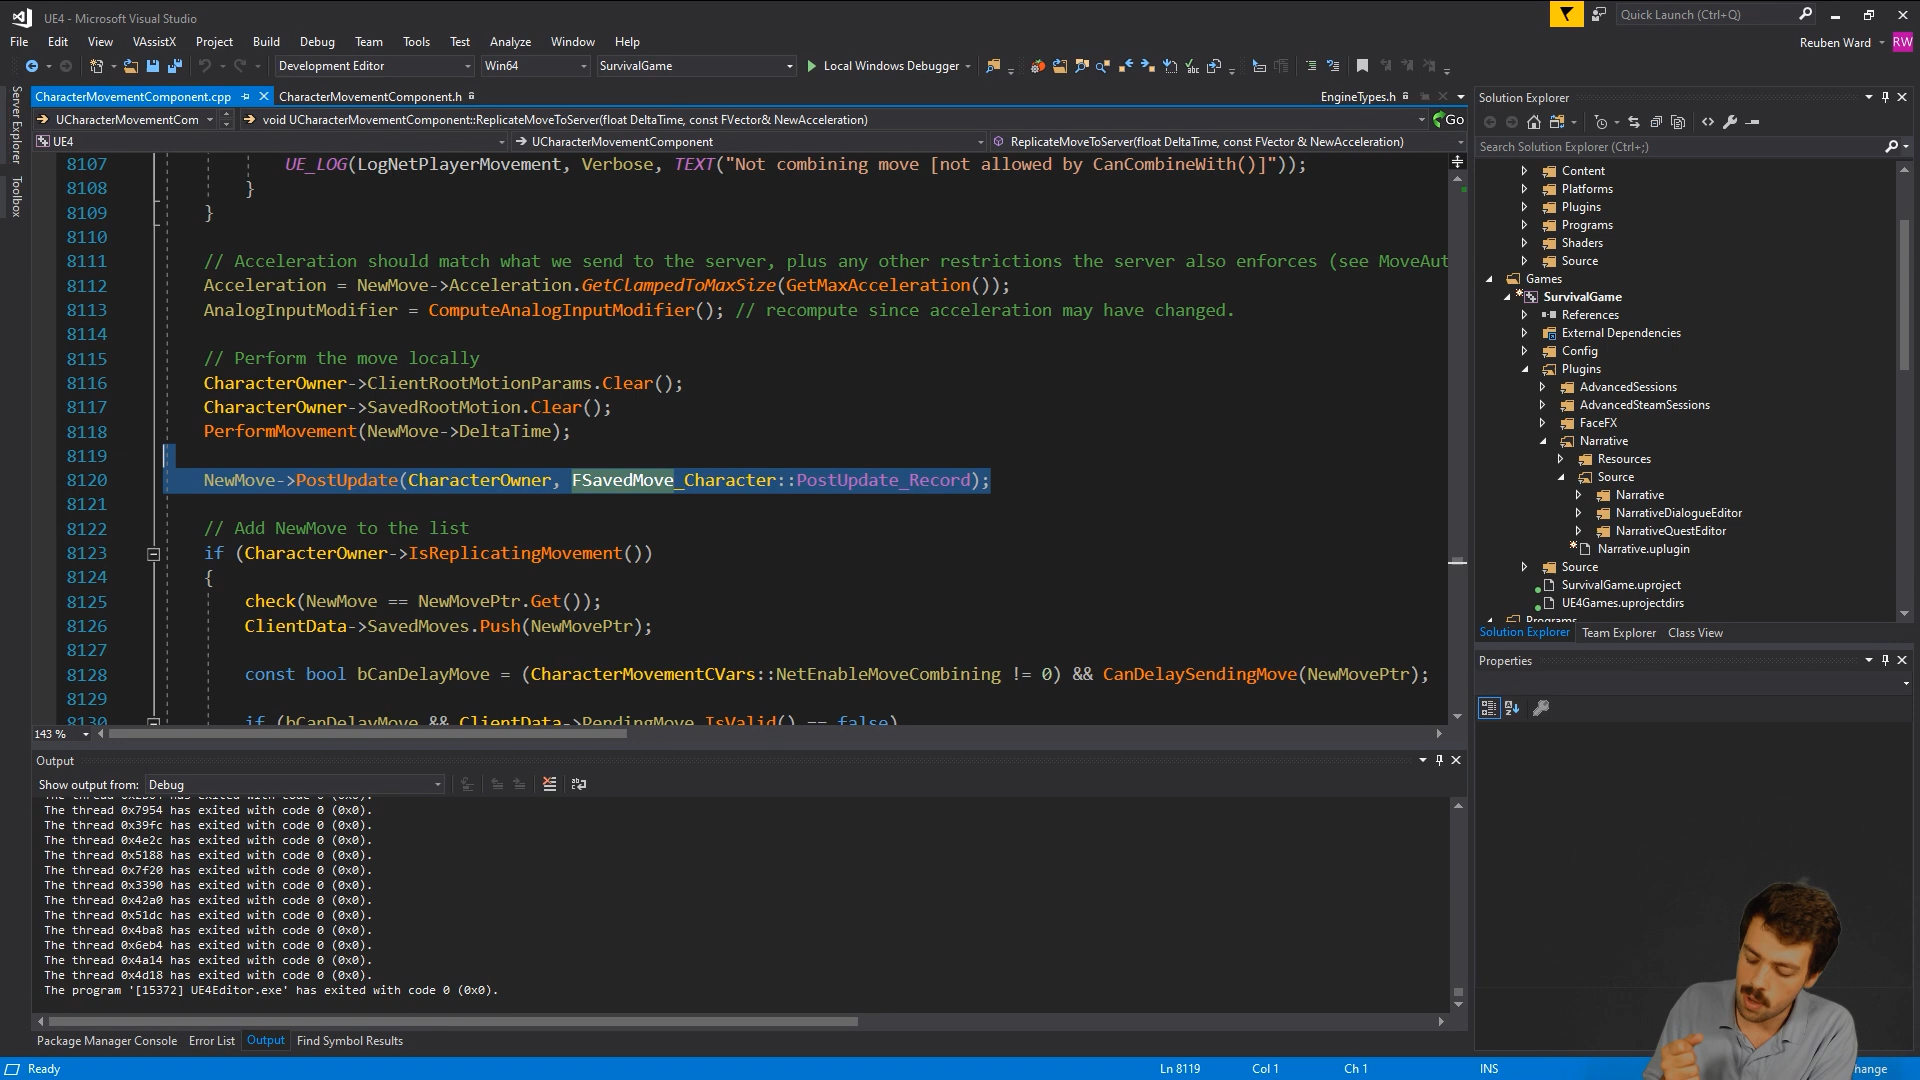 UE4 - Microsoft Visual Studio
Quick Launch (Ctrl+Q)
File Edit View VAssistX Project Build Debug Team Tools Test Analyze Window Help
Reuben Ward RW
Development Editor Win64 SurvivalGame Local Windows Debugger
Server Explorer
Toolbox
CharacterMovementComponent.cpp CharacterMovementComponent.h EngineTypes.h
UCharacterMovementCom void UCharacterMovementComponent::ReplicateMoveToServer(float DeltaTime, const FVector& NewAcceleration) Go
UE4 UCharacterMovementComponent ReplicateMoveToServer(float DeltaTime, const FVector & NewAcceleration)
8107 UE_LOG(LogNetPlayerMovement, Verbose, TEXT("Not combining move [not allowed by CanCombineWith()]"));
8108 }
8109 }
8110
8111 // Acceleration should match what we send to the server, plus any other restrictions the server also enforces (see MoveAut
8112 Acceleration = NewMove->Acceleration.GetClampedToMaxSize(GetMaxAcceleration());
8113 AnalogInputModifier = ComputeAnalogInputModifier(); // recompute since acceleration may have changed.
8114
8115 // Perform the move locally
8116 CharacterOwner->ClientRootMotionParams.Clear();
8117 CharacterOwner->SavedRootMotion.Clear();
8118 PerformMovement(NewMove->DeltaTime);
8119
8120 NewMove->PostUpdate(CharacterOwner, FSavedMove_Character::PostUpdate_Record);
8121
8122 // Add NewMove to the list
8123 if (CharacterOwner->IsReplicatingMovement())
8124 {
8125 check(NewMove == NewMovePtr.Get());
8126 ClientData->SavedMoves.Push(NewMovePtr);
8127
8128 const bool bCanDelayMove = (CharacterMovementCVars::NetEnableMoveCombining != 0) && CanDelaySendingMove(NewMovePtr);
8129
8130 if (bCanDelayMove && ClientData->PendingMove.IsValid() == false)
143 %
Output
Show output from: Debug
The thread 0x7954 has exited with code 0 (0x0).
The thread 0x39fc has exited with code 0 (0x0).
The thread 0x4e2c has exited with code 0 (0x0).
The thread 0x5188 has exited with code 0 (0x0).
The thread 0x7f20 has exited with code 0 (0x0).
The thread 0x3390 has exited with code 0 (0x0).
The thread 0x42a0 has exited with code 0 (0x0).
The thread 0x51dc has exited with code 0 (0x0).
The thread 0x4ba8 has exited with code 0 (0x0).
The thread 0x6eb4 has exited with code 0 (0x0).
The thread 0x4a14 has exited with code 0 (0x0).
The thread 0x4d18 has exited with code 0 (0x0).
The program '[15372] UE4Editor.exe' has exited with code 0 (0x0).
Package Manager Console Error List Output Find Symbol Results
Solution Explorer
Search Solution Explorer (Ctrl+;)
Content
Platforms
Plugins
Programs
Shaders
Source
Games
SurvivalGame
References
External Dependencies
Config
Plugins
AdvancedSessions
AdvancedSteamSessions
FaceFX
Narrative
Resources
Source
Narrative
NarrativeDialogueEditor
NarrativeQuestEditor
Narrative.uplugin
Source
SurvivalGame.uproject
UE4Games.uprojectdirs
Programs
Solution Explorer Team Explorer Class View
Properties
Ready Ln 8119 Col 1 Ch 1 INS